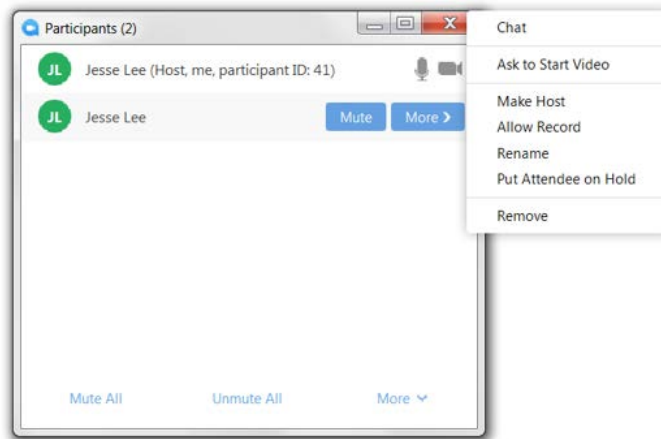 Participants (2)
JL
Jesse Lee (Host, me, participant ID: 41)
JL
Jesse Lee
Mute
More
Mute All
Unmute All
More
Chat
Ask to Start Video
Make Host
Allow Record
Rename
Put Attendee on Hold
Remove